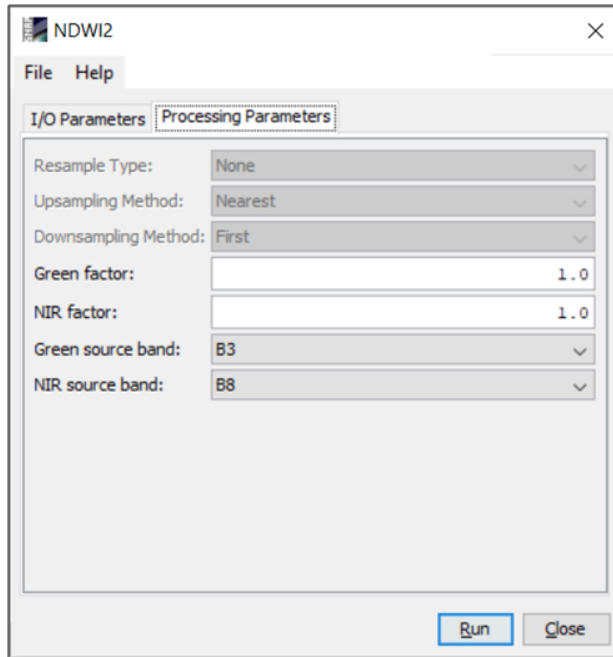 NDWI2
File Help
I/O Parameters Processing Parameters
Resample Type: None
Upsampling Method: Nearest
Downsampling Method: First
Green factor: 1.0
NIR factor: 1.0
Green source band: B3
NIR source band: B8
Run Close